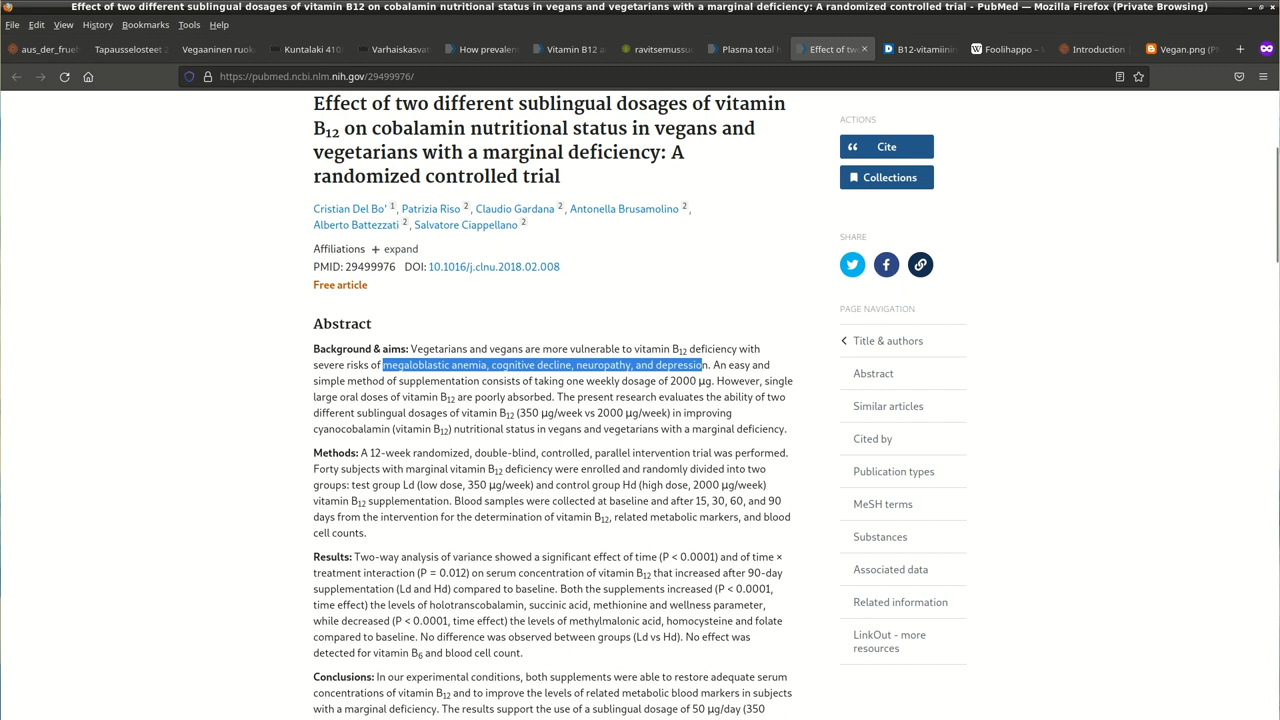 Effect of two different sublingual dosages of vitamin B12 on cobalamin nutritional status in vegans and vegetarians with a marginal deficiency: A randomized controlled trial - PubMed — Mozilla Firefox (Private Browsing)
File Edit View History Bookmarks Tools Help
aus_der_frueh Tapausselosteet 2 Vegaaninen ruok Kuntalaki 410/ Varhaiskasva How prevalen Vitamin B12 a ravitsemussu Plasma total h Effect of tw B12-vitamiini Foolihappo – Introduction Vegan.png (P
https://pubmed.ncbi.nlm.nih.gov/29499976/
Effect of two different sublingual dosages of vitamin
B12 on cobalamin nutritional status in vegans and
vegetarians with a marginal deficiency: A
randomized controlled trial
Cristian Del Bo' 1, Patrizia Riso 2, Claudio Gardana 2, Antonella Brusamolino 2,
Alberto Battezzati 2, Salvatore Ciappellano 2
Affiliations + expand
PMID: 29499976 DOI: 10.1016/j.clnu.2018.02.008
Free article
Abstract
Background & aims: Vegetarians and vegans are more vulnerable to vitamin B12 deficiency with
severe risks of megaloblastic anemia, cognitive decline, neuropathy, and depression. An easy and
simple method of supplementation consists of taking one weekly dosage of 2000 μg. However, single
large oral doses of vitamin B12 are poorly absorbed. The present research evaluates the ability of two
different sublingual dosages of vitamin B12 (350 μg/week vs 2000 μg/week) in improving
cyanocobalamin (vitamin B12) nutritional status in vegans and vegetarians with a marginal deficiency.
Methods: A 12-week randomized, double-blind, controlled, parallel intervention trial was performed.
Forty subjects with marginal vitamin B12 deficiency were enrolled and randomly divided into two
groups: test group Ld (low dose, 350 μg/week) and control group Hd (high dose, 2000 μg/week)
vitamin B12 supplementation. Blood samples were collected at baseline and after 15, 30, 60, and 90
days from the intervention for the determination of vitamin B12, related metabolic markers, and blood
cell counts.
Results: Two-way analysis of variance showed a significant effect of time (P < 0.0001) and of time ×
treatment interaction (P = 0.012) on serum concentration of vitamin B12 that increased after 90-day
supplementation (Ld and Hd) compared to baseline. Both the supplements increased (P < 0.0001,
time effect) the levels of holotranscobalamin, succinic acid, methionine and wellness parameter,
while decreased (P < 0.0001, time effect) the levels of methylmalonic acid, homocysteine and folate
compared to baseline. No difference was observed between groups (Ld vs Hd). No effect was
detected for vitamin B6 and blood cell count.
Conclusions: In our experimental conditions, both supplements were able to restore adequate serum
concentrations of vitamin B12 and to improve the levels of related metabolic blood markers in subjects
with a marginal deficiency. The results support the use of a sublingual dosage of 50 μg/day (350
ACTIONS
Cite
Collections
SHARE
PAGE NAVIGATION
Title & authors
Abstract
Similar articles
Cited by
Publication types
MeSH terms
Substances
Associated data
Related information
LinkOut - more
resources